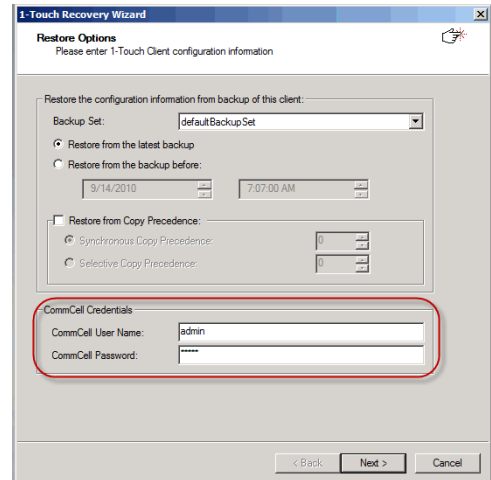 1-Touch Recovery Wizard
Restore Options
Please enter 1-Touch Client configuration information
Restore the configuration information from backup of this client:
Backup Set: defaultBackupSet
Restore from the latest backup
Restore from the backup before:
9/14/2010 7:07:00 AM
Restore from Copy Precedence:
Synchronous Copy Precedence: 0
Selective Copy Precedence: 0
CommCell Credentials
CommCell User Name: admin
CommCell Password: *****
< Back Next > Cancel